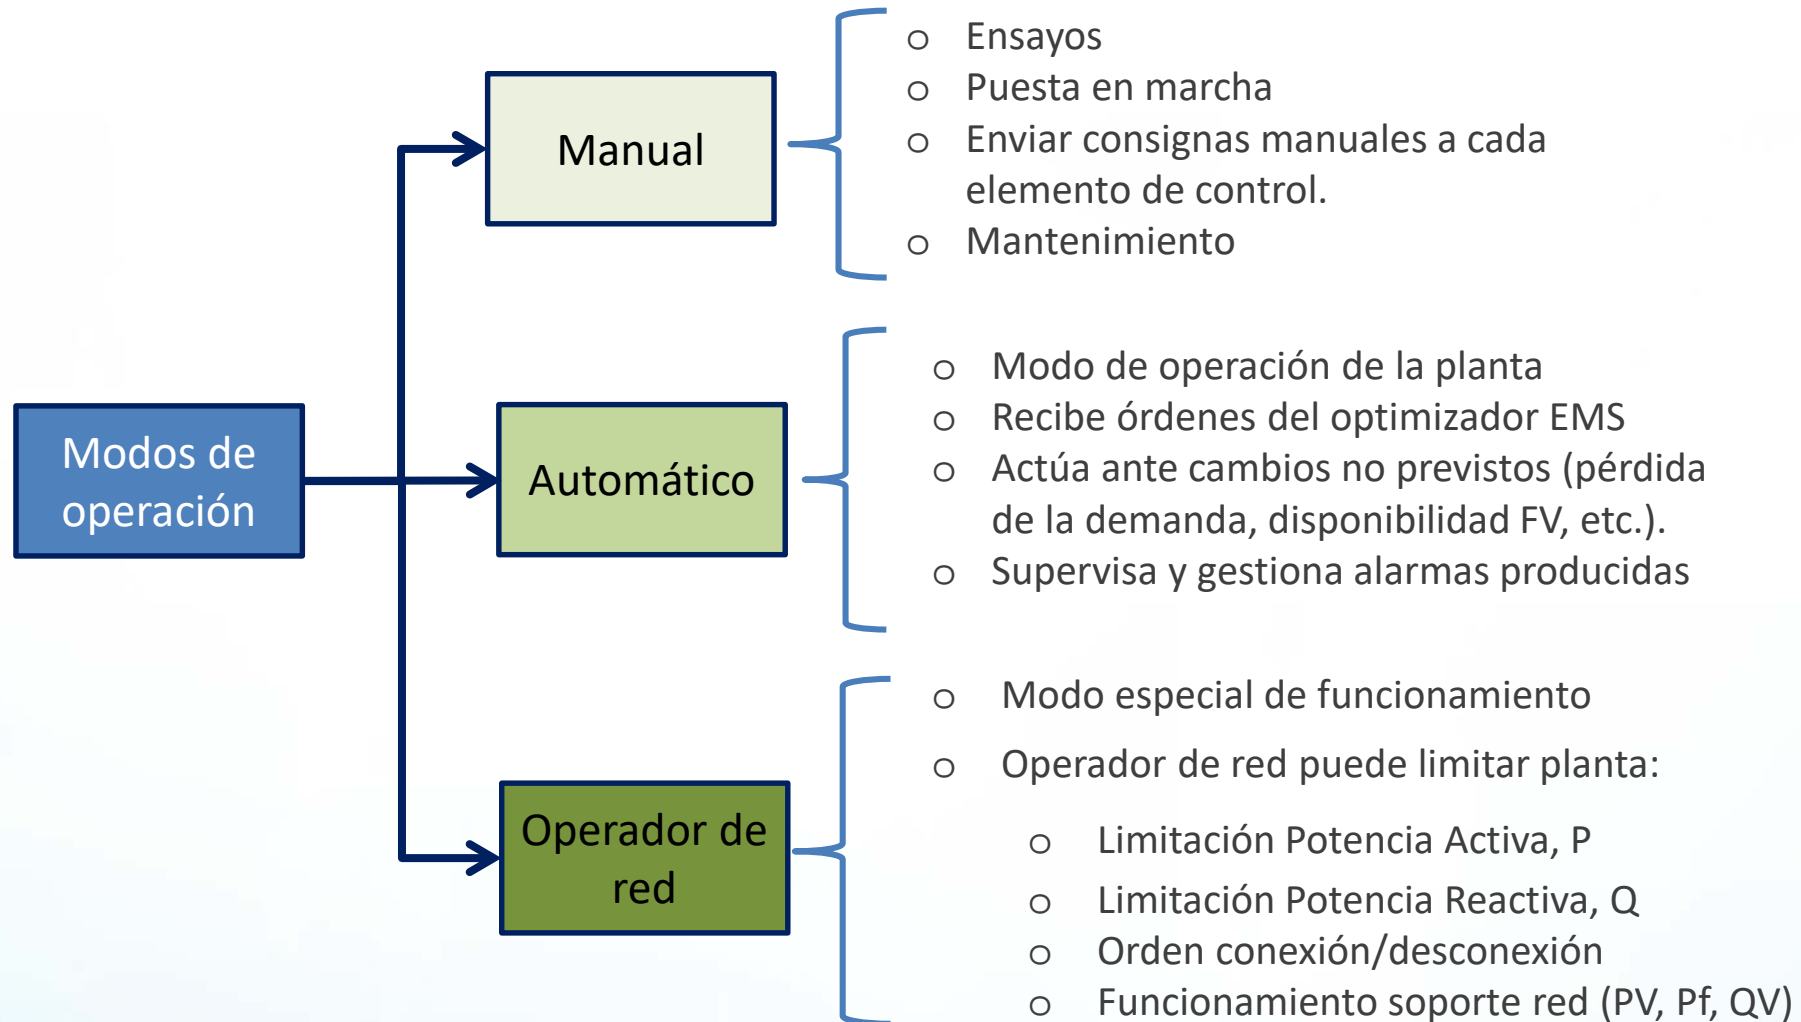 Modos de
operación
Manual
o Ensayos
o Puesta en marcha
o Enviar consignas manuales a cada
elemento de control.
o Mantenimiento
Automático
o Modo de operación de la planta
o Recibe órdenes del optimizador EMS
o Actúa ante cambios no previstos (pérdida
de la demanda, disponibilidad FV, etc.).
o Supervisa y gestiona alarmas producidas
Operador de
red
o Modo especial de funcionamiento
o Operador de red puede limitar planta:
o Limitación Potencia Activa, P
o Limitación Potencia Reactiva, Q
o Orden conexión/desconexión
o Funcionamiento soporte red (PV, Pf, QV)